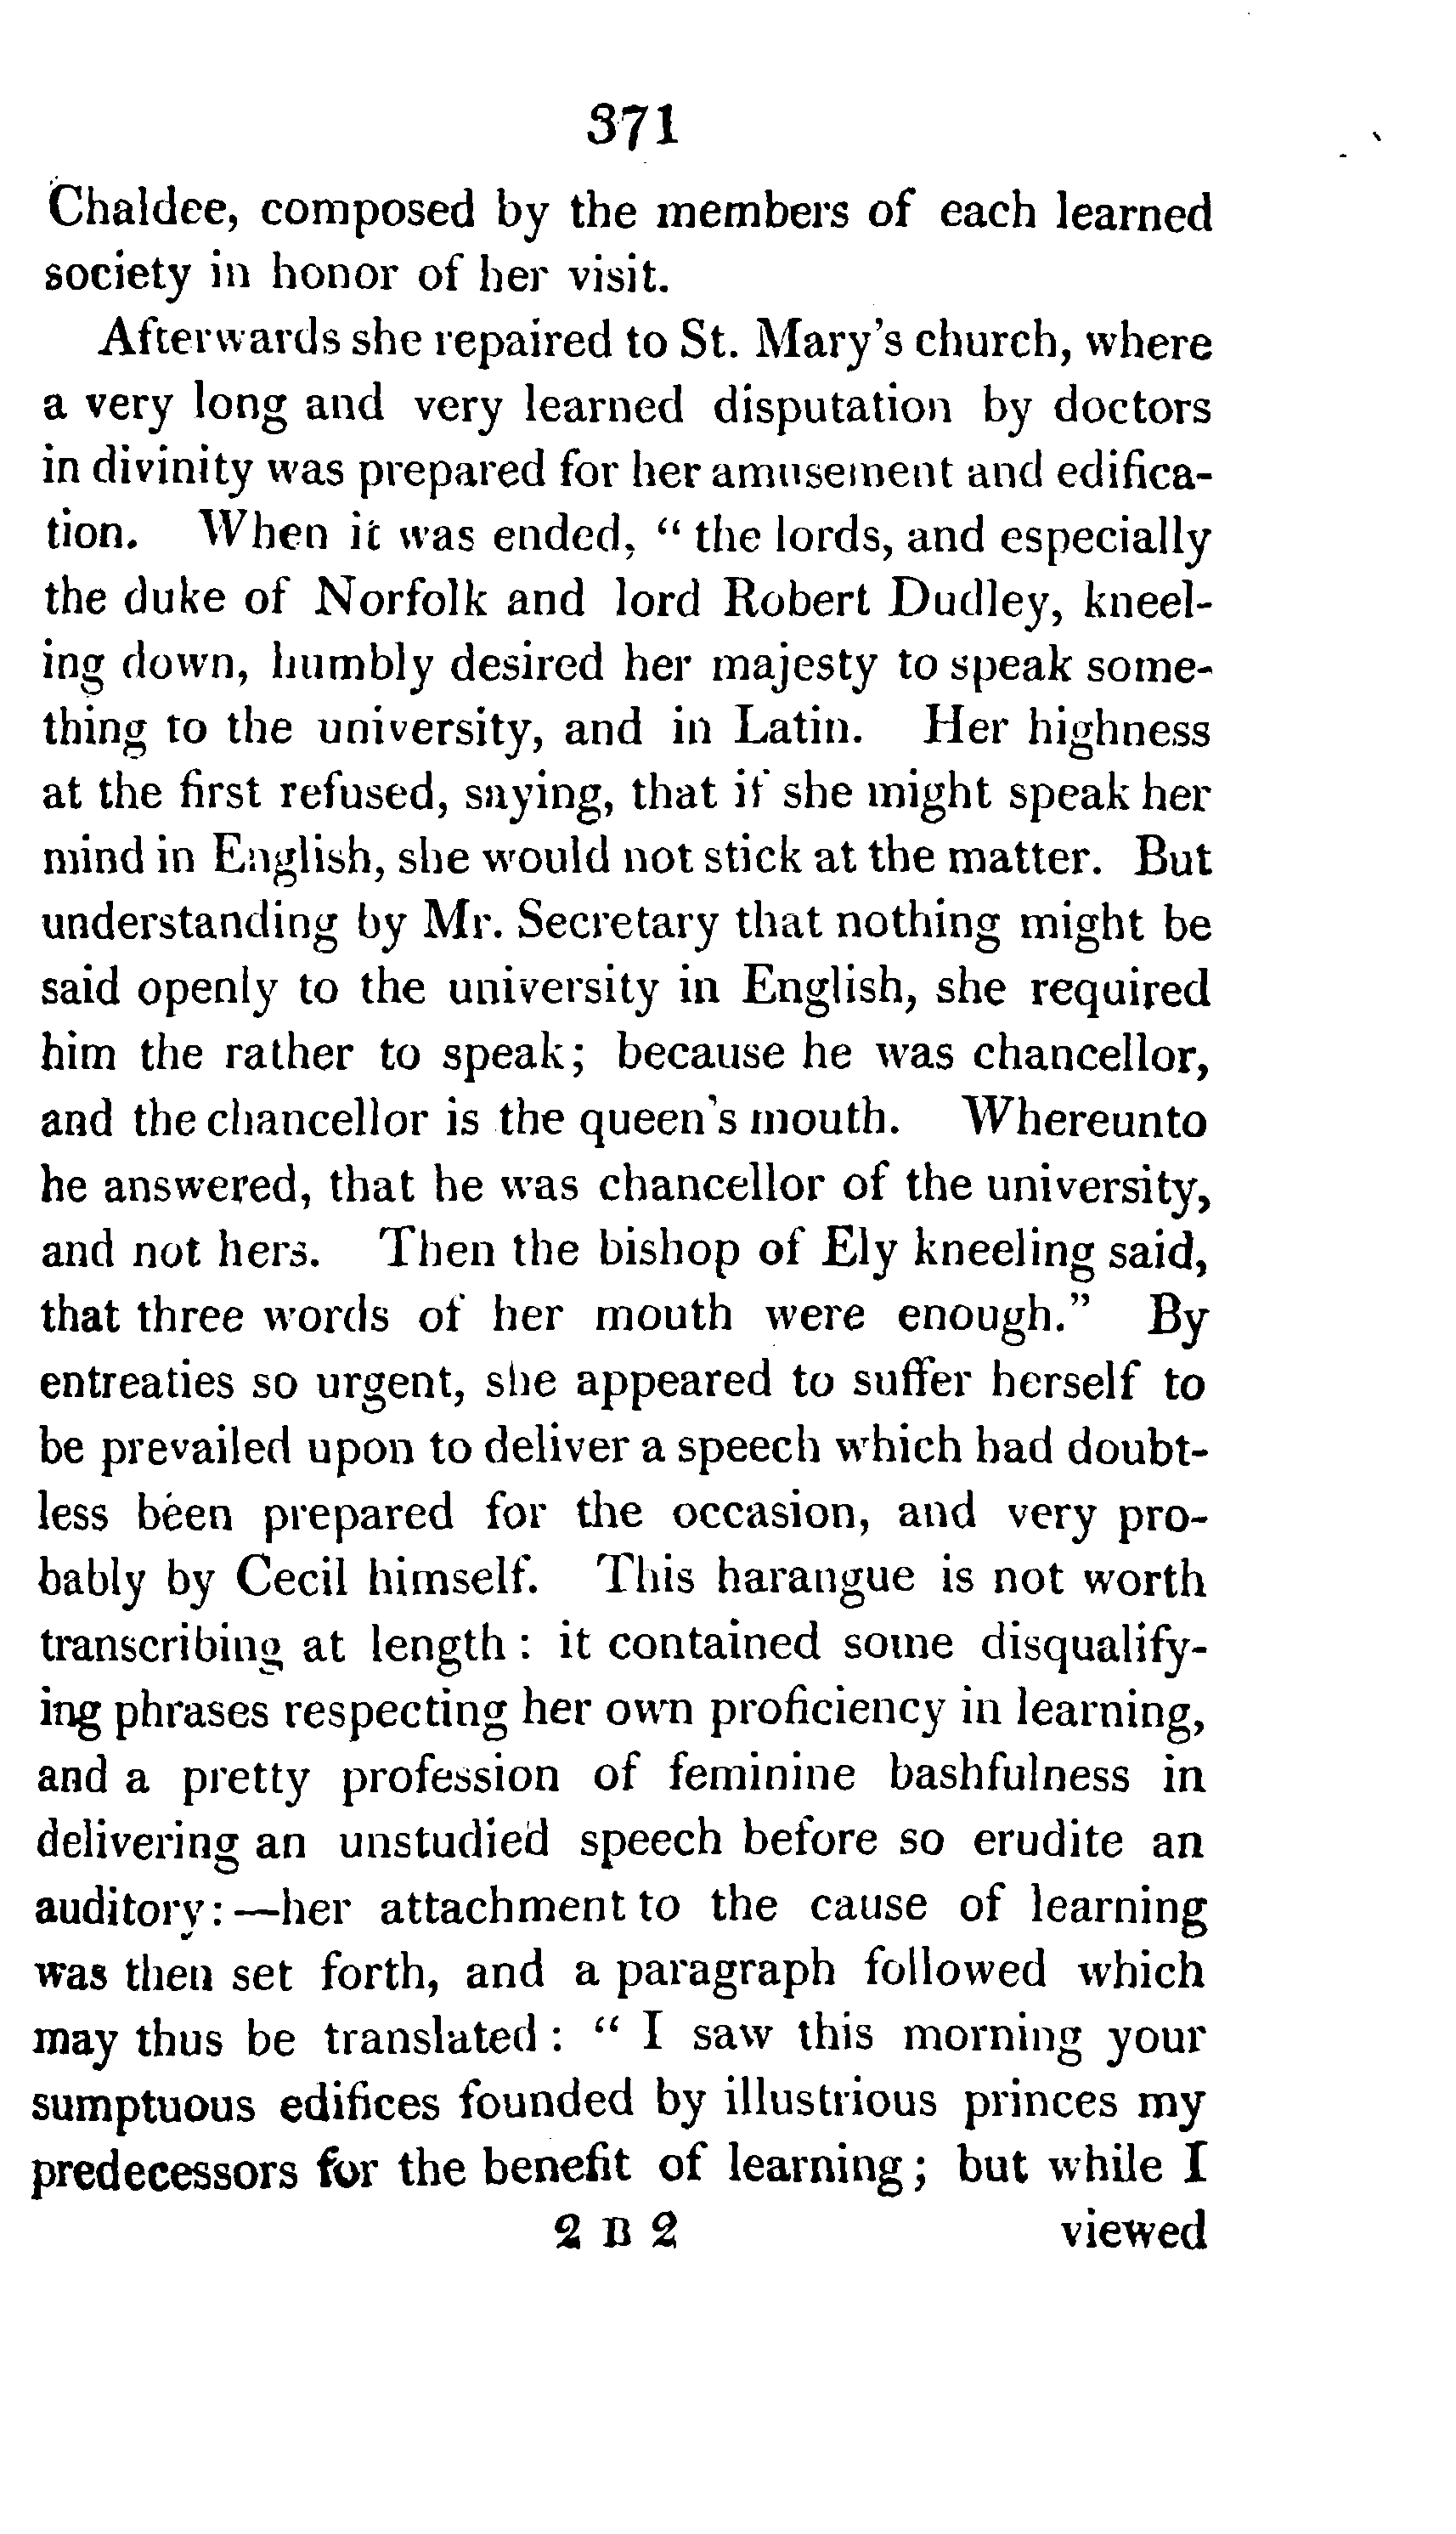 371
Chaldee, composed by the members of each learned
society in honor of her visit.
Afterwards she repaired to St. Mary's church, where
a very long and very learned disputation by doctors
in divinity was prepared for her amusement and edifica-
tion. When it was ended, “ the lords, and especially
the duke of Norfolk and lord Robert Dudley, kneel-
ing down, humbly desired her majesty to speak some-
thing to the university, and in Latin. Her highness
at the first refused, saying, that if she might speak her
mind in English, she would not stick at the matter. But
understanding by Mr. Secretary that nothing might be
said openly to the university in English, she required
him the rather to speak; because he was chancellor,
and the chancellor is the queen's mouth. Whereunto
he answered, that he was chancellor of the university,
and not hers. Then the bishop of Ely kneeling said,
that three words of her mouth were enough.” By
entreaties so urgent, she appeared to suffer herself to
be prevailed upon to deliver a speech which had doubt-
less been prepared for the occasion, and very pro-
bably by Cecil himself. This harangue is not worth
transcribing at length : it contained some disqualify-
ing phrases respecting her own proficiency in learning,
and a pretty profession of feminine bashfulness in
delivering an unstudied speech before so erudite an
auditory:—her attachment to the cause of learning
was then set forth, and a paragraph followed which
may thus be translated : “ I saw this morning your
sumptuous edifices founded by illustrious princes my
predecessors for the benefit of learning; but while I
2 B 2 viewed